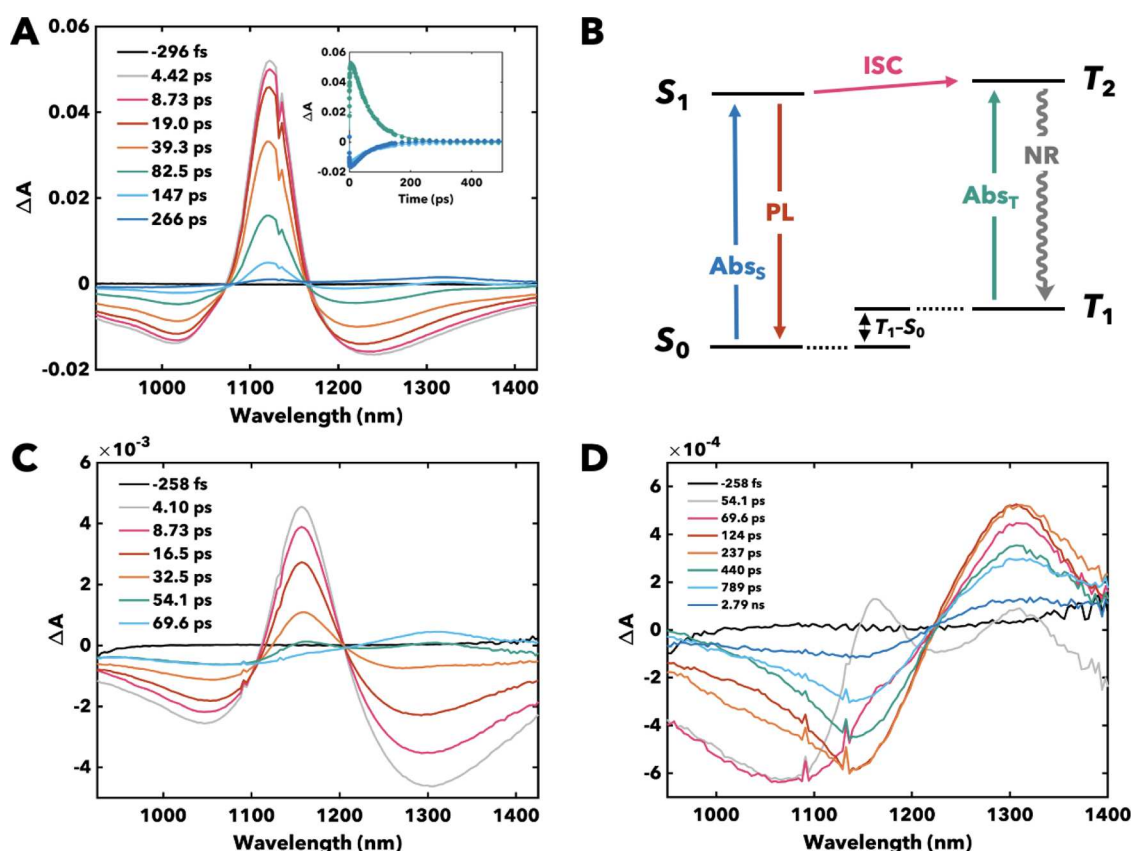 A
0.06
0.04
0.02
0
-0.02
ΔA
-296 fs
4.42 ps
8.73 ps
19.0 ps
39.3 ps
82.5 ps
147 ps
266 ps
0.06
0.04
0.02
0
-0.02
ΔA
0 200 400
Time (ps)
1000 1100 1200 1300 1400
Wavelength (nm)
B
ISC
S1
T2
NR
PL
AbsS
AbsT
T1–S0
T1
S0
C
×10-3
6
4
2
0
-2
-4
ΔA
-258 fs
4.10 ps
8.73 ps
16.5 ps
32.5 ps
54.1 ps
69.6 ps
1000 1100 1200 1300 1400
Wavelength (nm)
D
×10-4
6
4
2
0
-2
-4
-6
ΔA
-258 fs
54.1 ps
69.6 ps
124 ps
237 ps
440 ps
789 ps
2.79 ns
1000 1100 1200 1300 1400
Wavelength (nm)